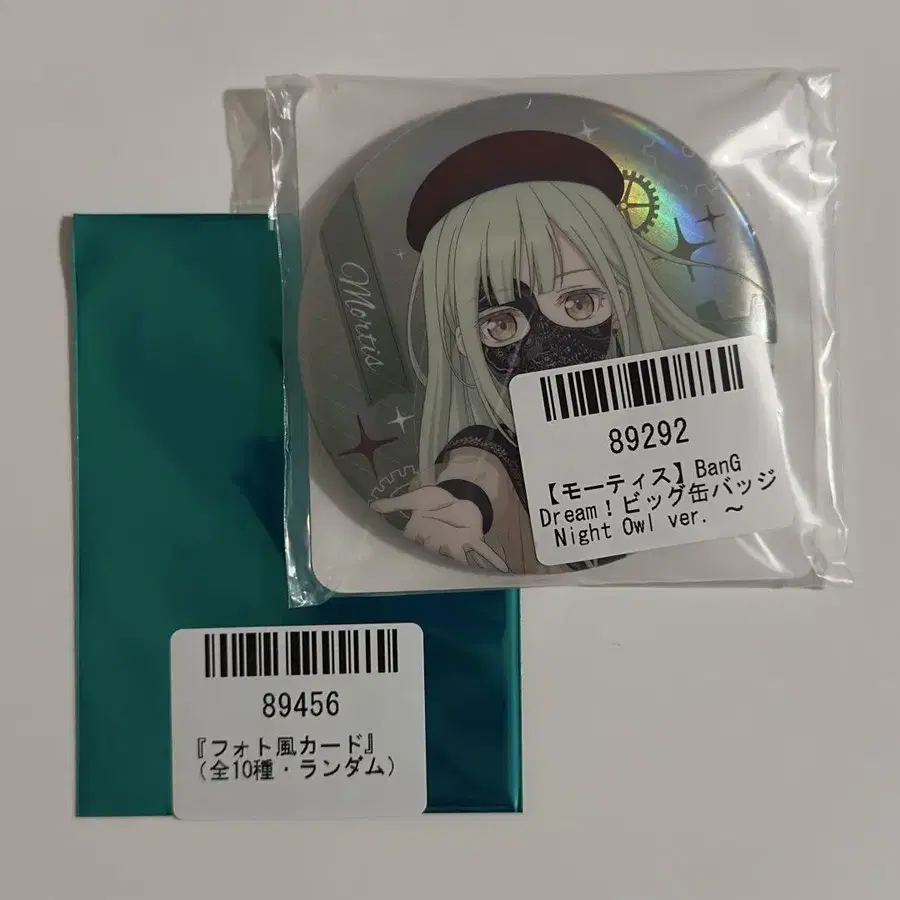 Mortis
89292
【モーティス】BanG
Dream！ビッグ缶バッジ
Night Owl ver. ～
89456
『フォト風カード』
（全10種・ランダム）